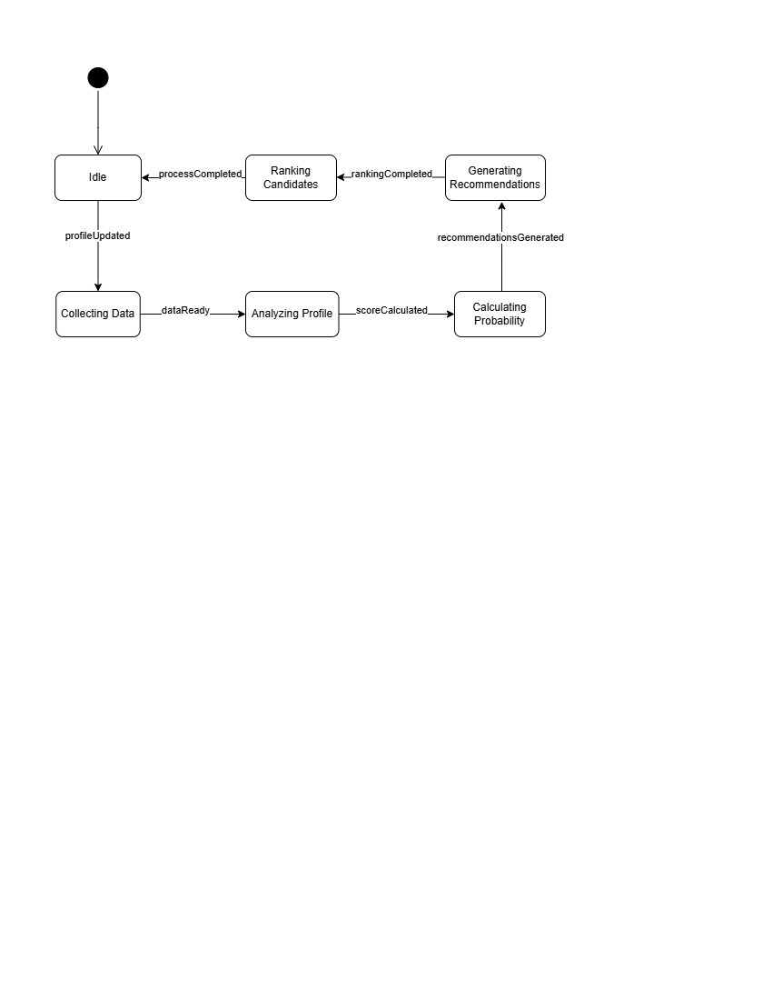 Idle
processCompleted
Ranking
Candidates
rankingCompleted
Generating
Recommendations
profileUpdated
recommendationsGenerated
Collecting Data
dataReady
Analyzing Profile
scoreCalculated
Calculating
Probability